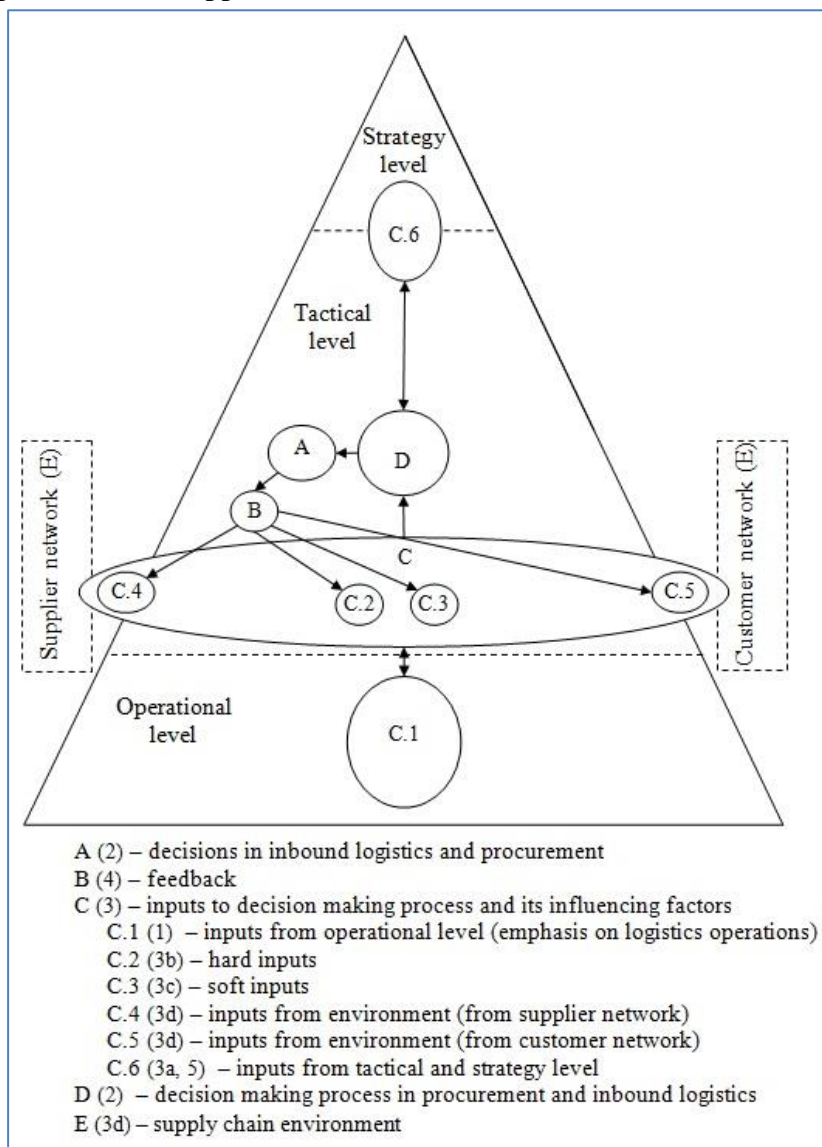 Strategy
level
C.6
Tactical
level
A
D
B
C
C.4
C.2
C.3
C.5
Supplier network (E)
Customer network (E)
Operational
level
C.1
A (2) – decisions in inbound logistics and procurement
B (4) – feedback
C (3) – inputs to decision making process and its influencing factors
C.1 (1) – inputs from operational level (emphasis on logistics operations)
C.2 (3b) – hard inputs
C.3 (3c) – soft inputs
C.4 (3d) – inputs from environment (from supplier network)
C.5 (3d) – inputs from environment (from customer network)
C.6 (3a, 5) – inputs from tactical and strategy level
D (2) – decision making process in procurement and inbound logistics
E (3d) – supply chain environment